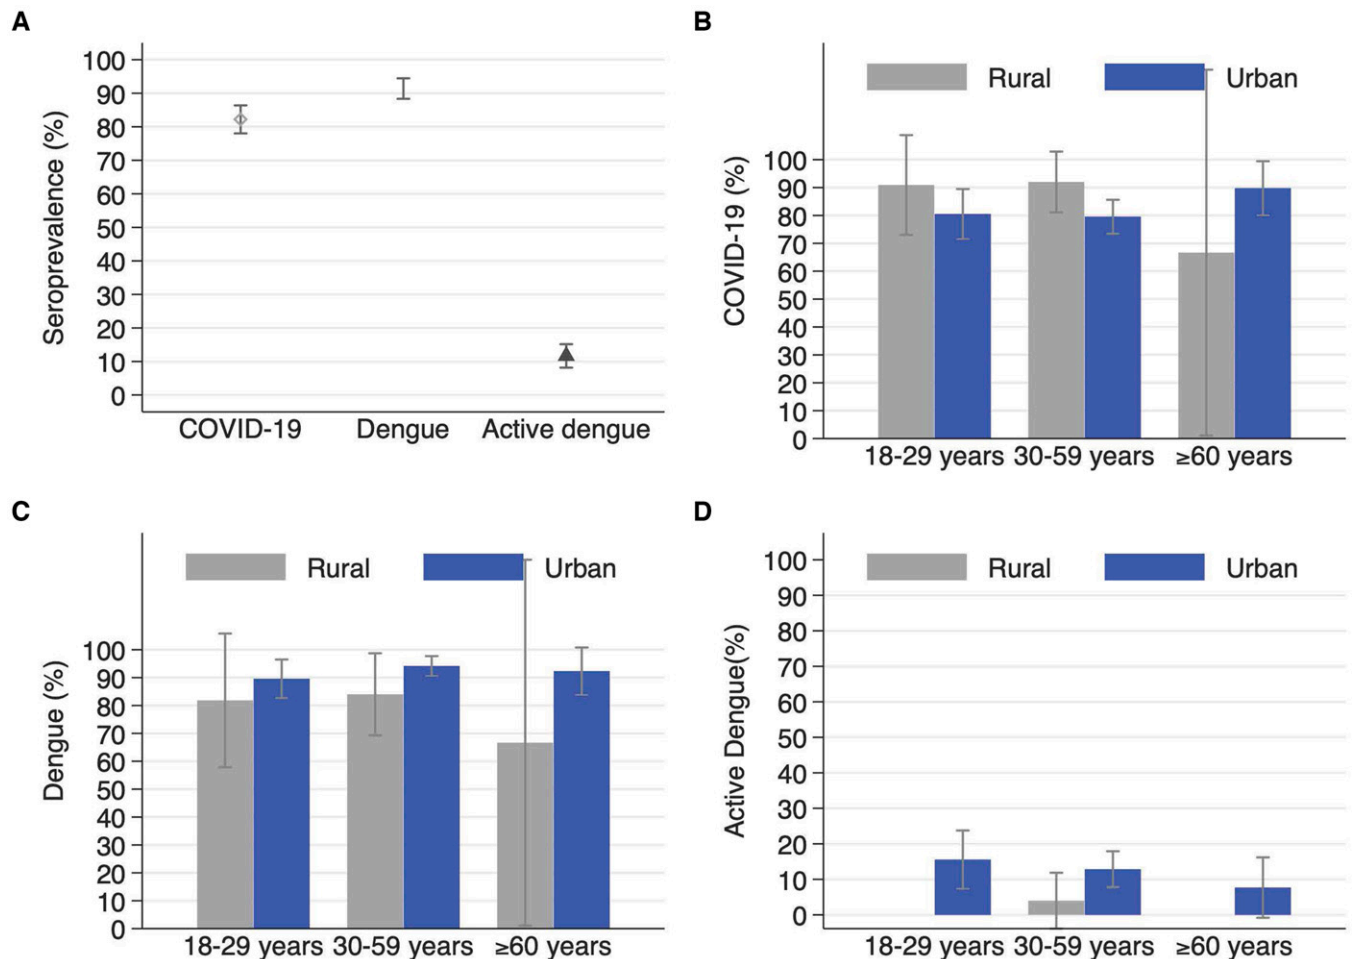 A
Seroprevalence (%)
100
90
80
70
60
50
40
30
20
10
0
COVID-19 Dengue Active dengue
B
Rural Urban
COVID-19 (%)
100
90
80
70
60
50
40
30
20
10
0
18-29 years 30-59 years ≥60 years
C
Rural Urban
Dengue (%)
100
90
80
70
60
50
40
30
20
10
0
18-29 years 30-59 years ≥60 years
D
Rural Urban
Active Dengue(%)
100
90
80
70
60
50
40
30
20
10
0
18-29 years 30-59 years ≥60 years